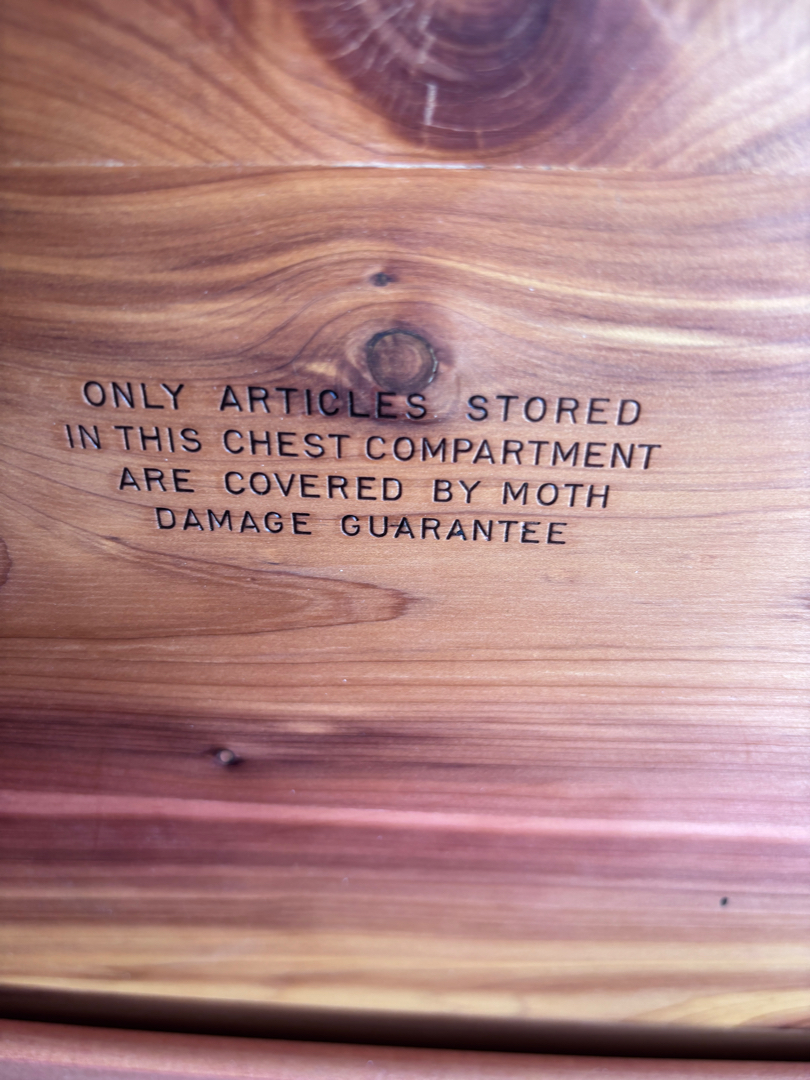 ONLY ARTICLES STORED
IN THIS CHEST COMPARTMENT
ARE COVERED BY MOTH
DAMAGE GUARANTEE